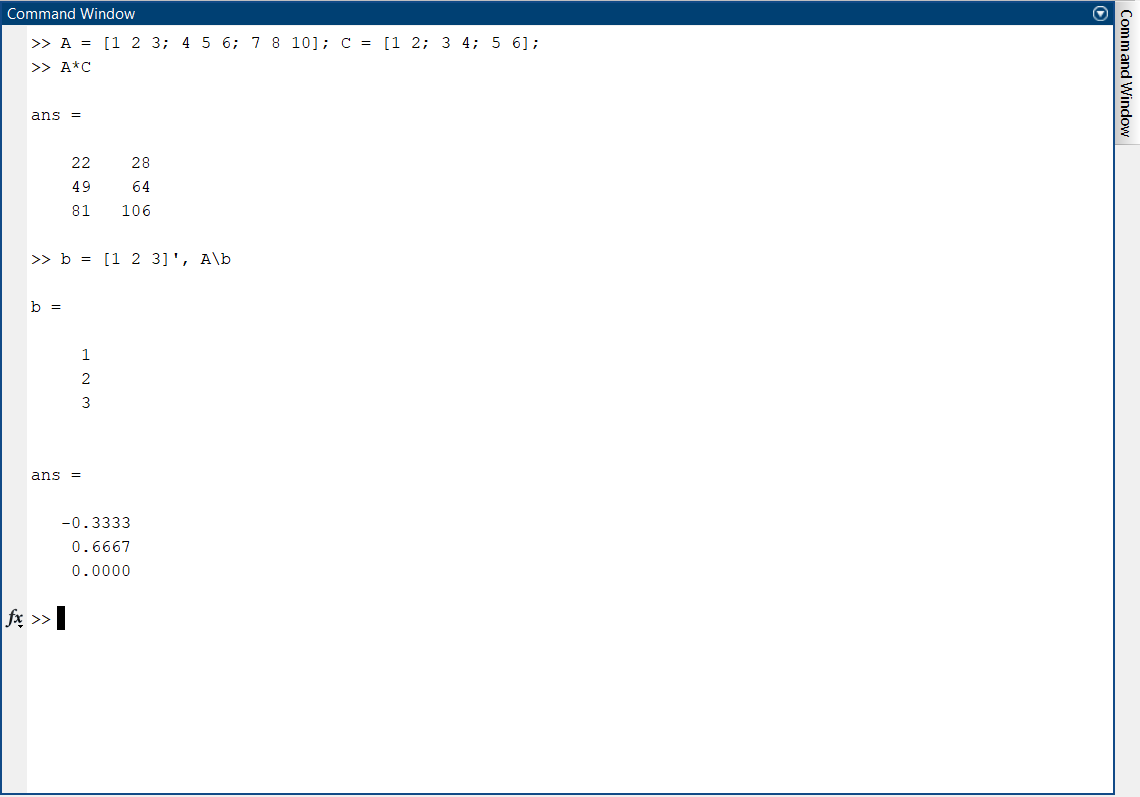 Command Window
>> A = [1 2 3; 4 5 6; 7 8 10]; C = [1 2; 3 4; 5 6];
>> A*C
ans =
22 28
49 64
81 106
>> b = [1 2 3]', A\b
b =
1
2
3
ans =
-0.3333
0.6667
0.0000
fx >>
Command Window